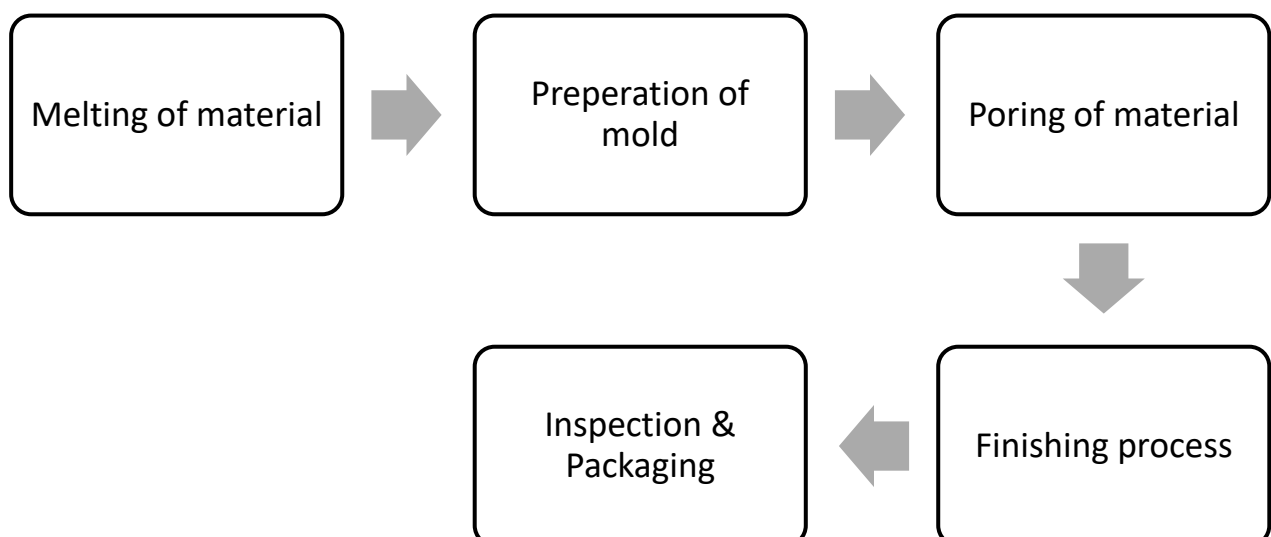 Melting of material
Preperation of
mold
Poring of material
Finishing process
Inspection &
Packaging